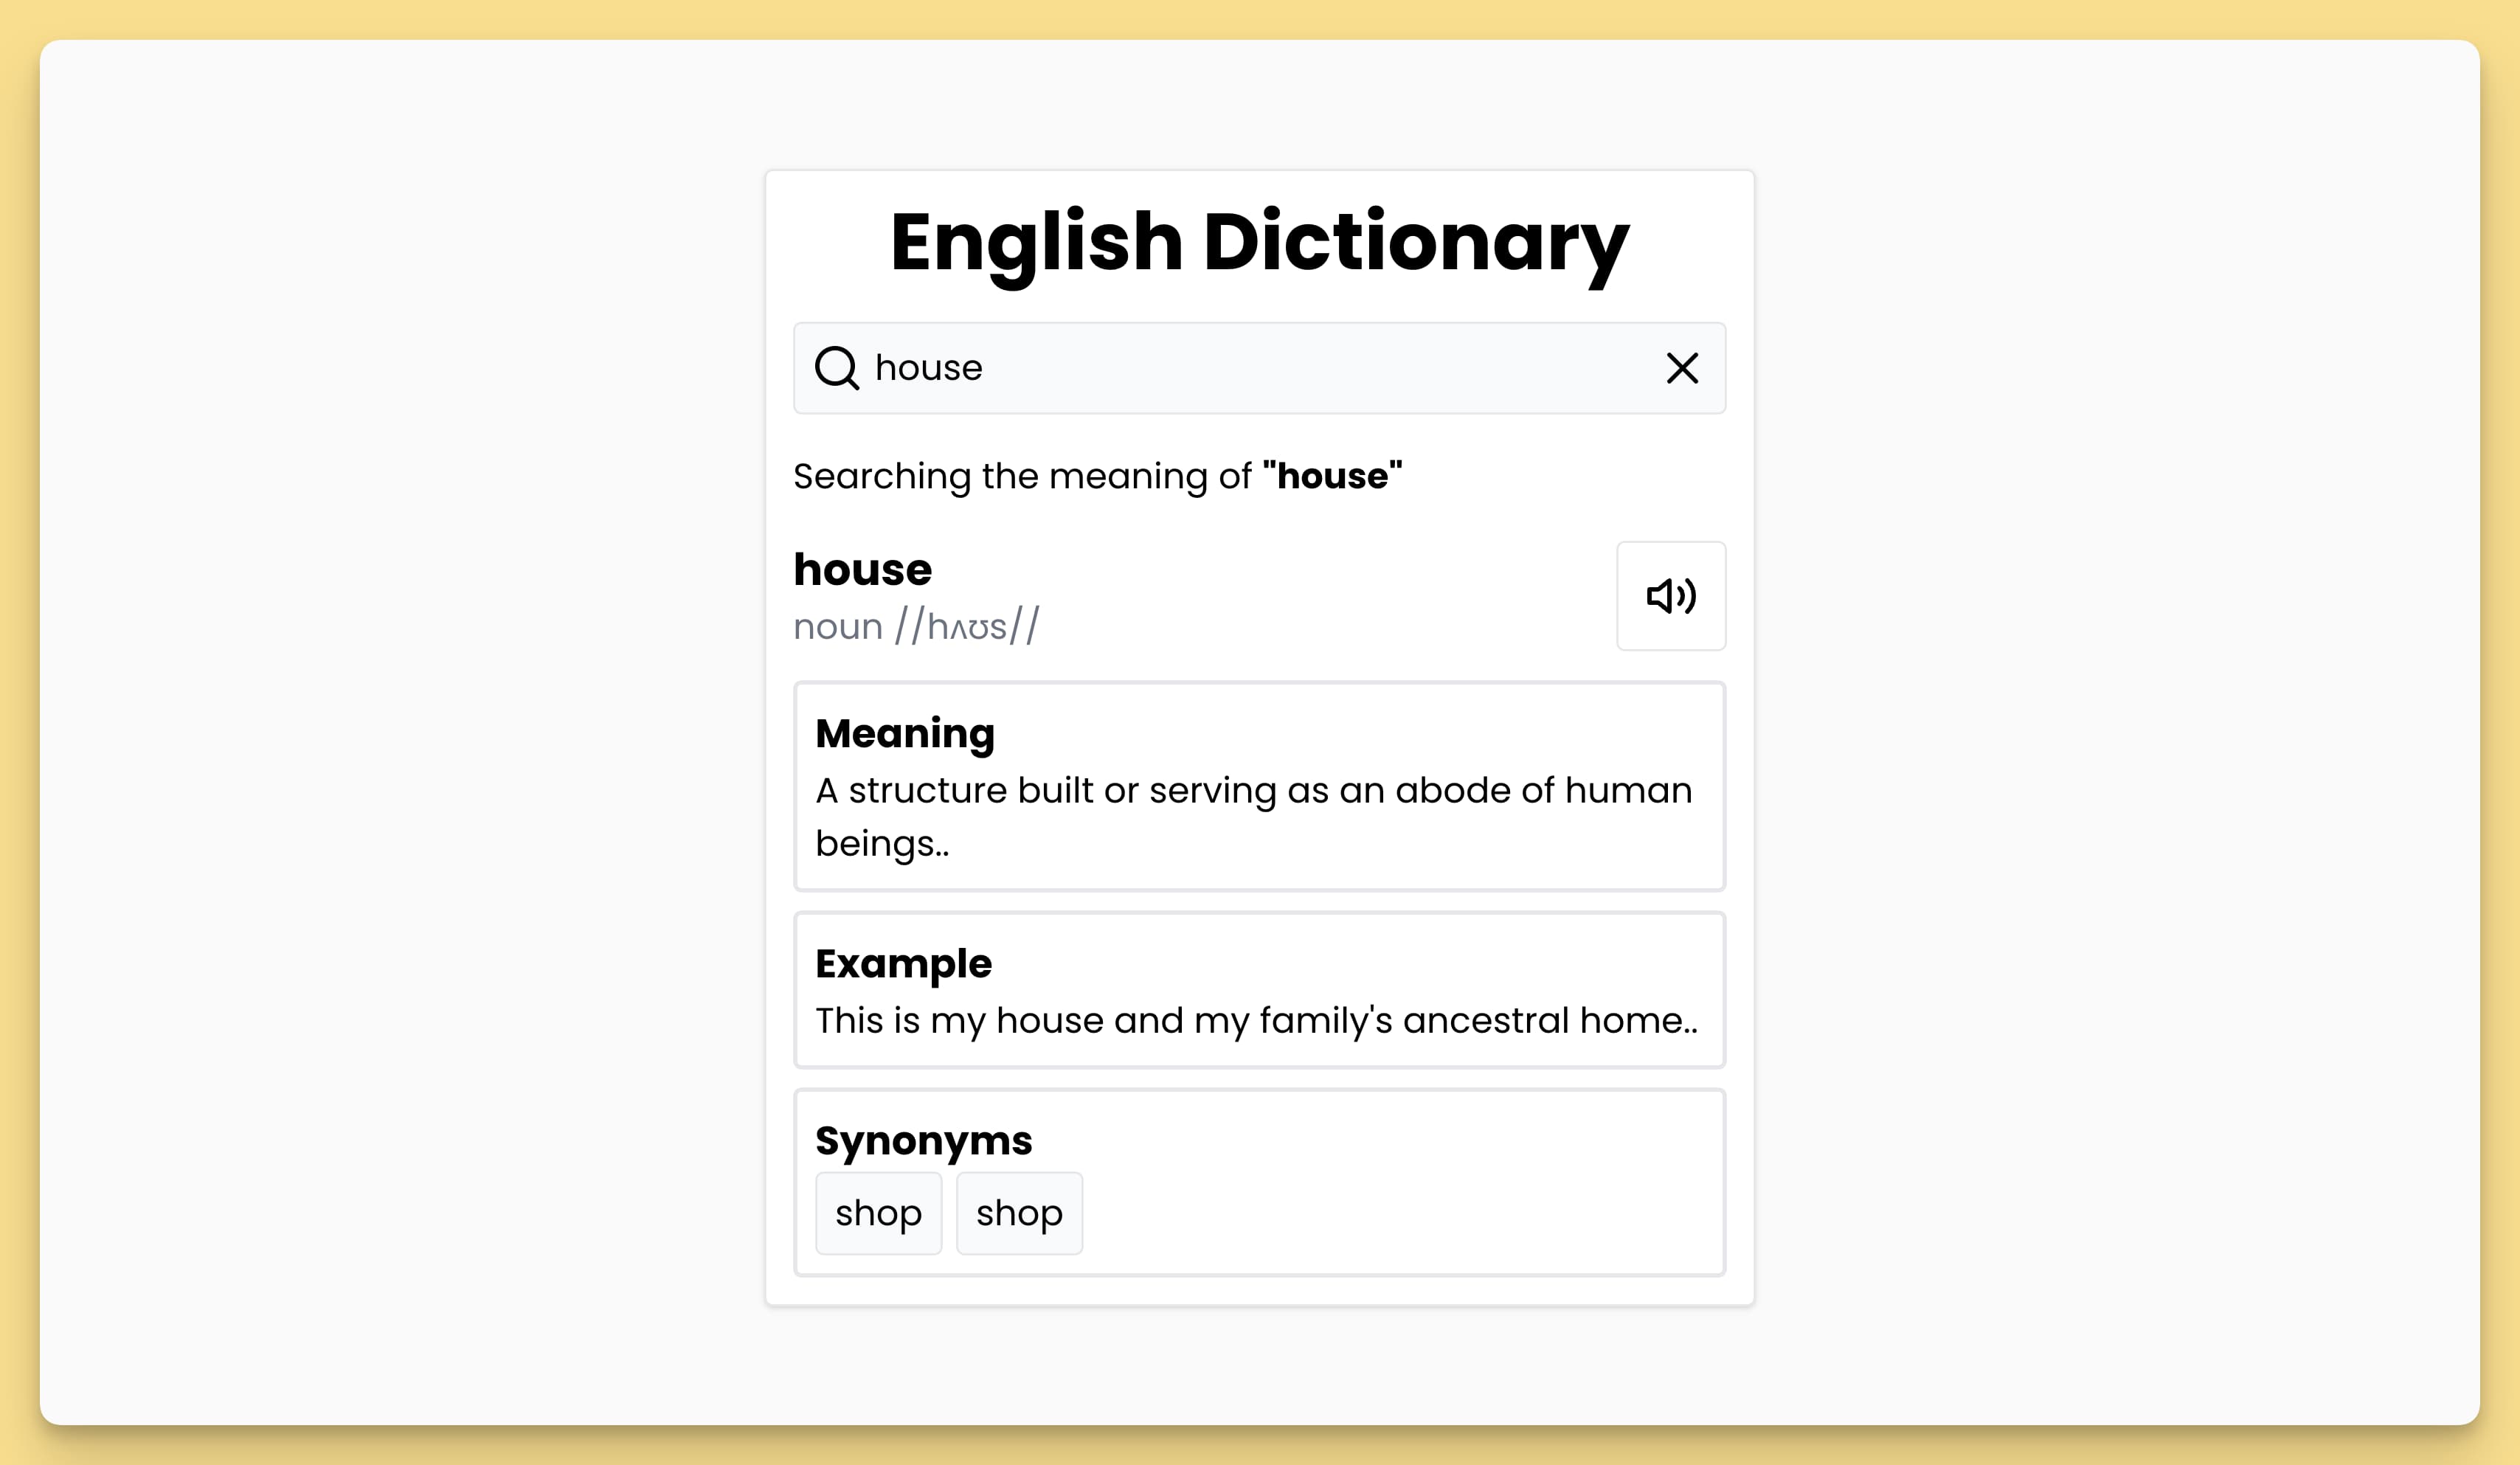 English Dictionary
house
Searching the meaning of "house"
house
noun //hʌʊs//
Meaning
A structure built or serving as an abode of human
beings..
Example
This is my house and my family's ancestral home..
Synonyms
shop shop